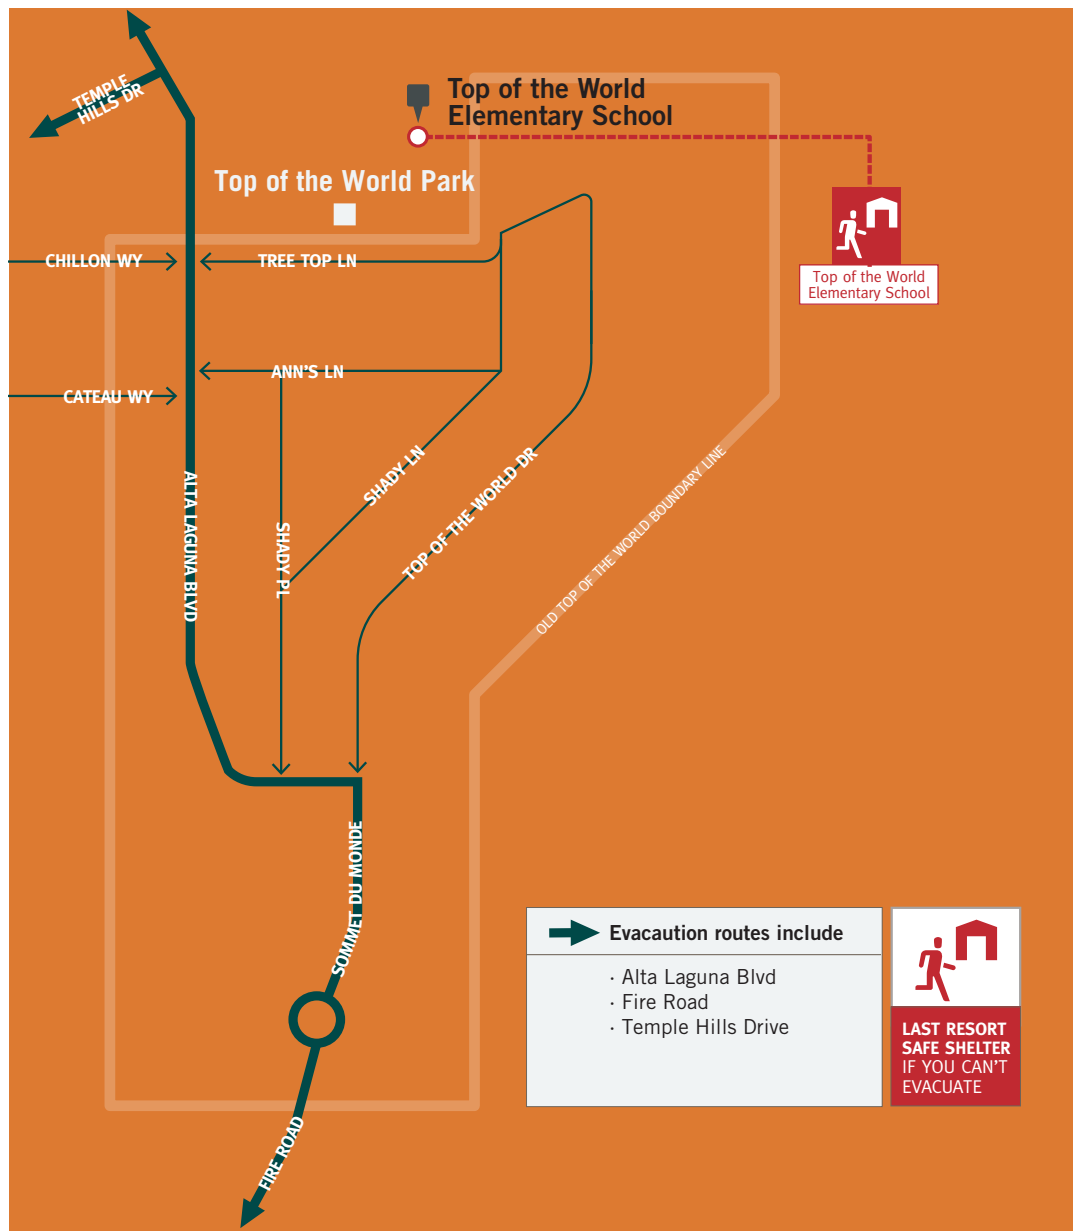 TEMPLE
HILLS DR
Top of the World
Elementary School
Top of the World Park
CHILLON WY
TREE TOP LN
Top of the World
Elementary School
ANN'S LN
CATEAU WY
ALTA LAGUNA BLVD
SHADY PL
SHADY LN
TOP OF THE WORLD DR
OLD TOP OF THE WORLD BOUNDARY LINE
SOMMET DU MONDE
FIRE ROAD
Evacaution routes include
· Alta Laguna Blvd
· Fire Road
· Temple Hills Drive
LAST RESORT
SAFE SHELTER
IF YOU CAN'T
EVACUATE